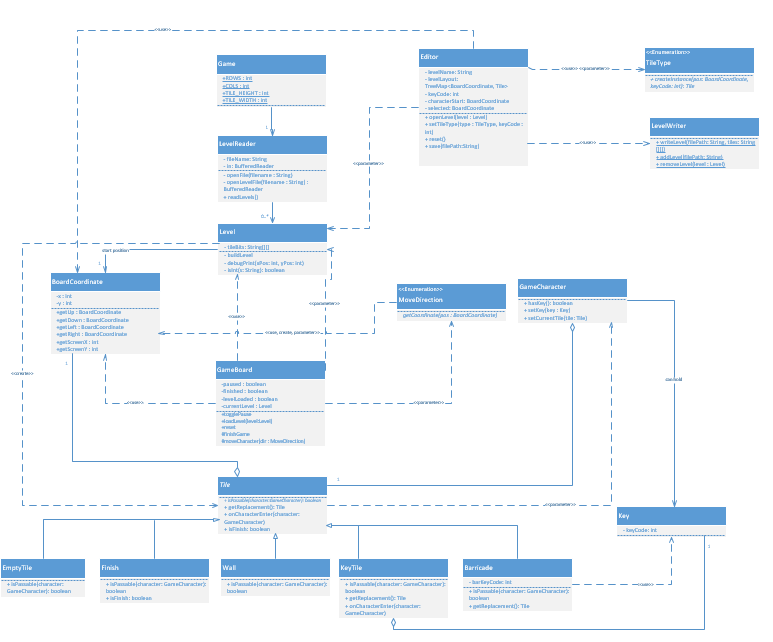 <<use>>
Game
+ROWS : int
+COLS : int
+TILE_HEIGHT : int
+TILE_WIDTH : int
Editor
- levelName: String
- levelLayout:
TreeMap<BoardCoordinate, Tile>
- keyCode: int
- characterStart: BoardCoordinate
- selected: BoardCoordinate
+ openLevel(level : Level)
+ setTileType(type : TileType, keyCode :
int)
+ reset()
+ save(filePath:String)
<<use>> <<parameter>>
<<Enumeration>>
TileType
+ createInstance(pos: BoardCoordinate,
keyCode: int): Tile
<<use>>
LevelWriter
+ writeLevel(filePath: String, tiles: String
[][])
+ addLevel(filePath: String)
+ removeLevel(level : Level)
1
LevelReader
- fileName: String
- in: BufferedReader
- openFile(filename : String)
- openLevelFile(filename : String) :
BufferedReader
+ readLevels()
<<parameter>>
0..*
Level
- tileBits: String[][]
- buildLevel
- debugPrint(xPos: int, yPos: int)
- isInt(s: String): boolean
start position
1
BoardCoordinate
-x : int
-y : int
+getUp : BoardCoordinate
+getDown : BoardCoordinate
+getLeft : BoardCoordinate
+getRight : BoardCoordinate
+getScreenX : int
+getScreenY : int
1
<<parameter>>
<<use>>
<<use, create, parameter>>
<<Enumeration>>
MoveDirection
getCoordinate(pos : BoardCoordinate)
GameCharacter
+ hasKey(): boolean
+ setKey(key : Key)
+ setCurrentTile(tile: Tile)
<<create>>
GameBoard
-paused : boolean
-finished : boolean
-levelLoaded : boolean
-currentLevel : Level
+togglePause
+loadLevel(level:Level)
+reset
#finishGame
#moveCharacter(dir : MoveDirection)
<<use>>
<<parameter>>
Tile
+ isPassable(character:GameCharacter): boolean
+ getReplacement(): Tile
+ onCharacterEnter(character:
GameCharacter)
+ isFinish: boolean
1
<<parameter>>
Key
- keyCode: int
1
EmptyTile
+ isPassable(character:
GameCharacter): boolean
Finish
+ isPassable(character: GameCharacter):
boolean
+ isFinish: boolean
Wall
+ isPassable(character: GameCharacter):
boolean
KeyTile
+ isPassable(character: GameCharacter):
boolean
+ getReplacement(): Tile
+ onCharacterEnter(character:
GameCharacter)
Barricade
- barKeyCode: int
+ isPassable(character: GameCharacter):
boolean
+ getReplacement(): Tile
<<use>>